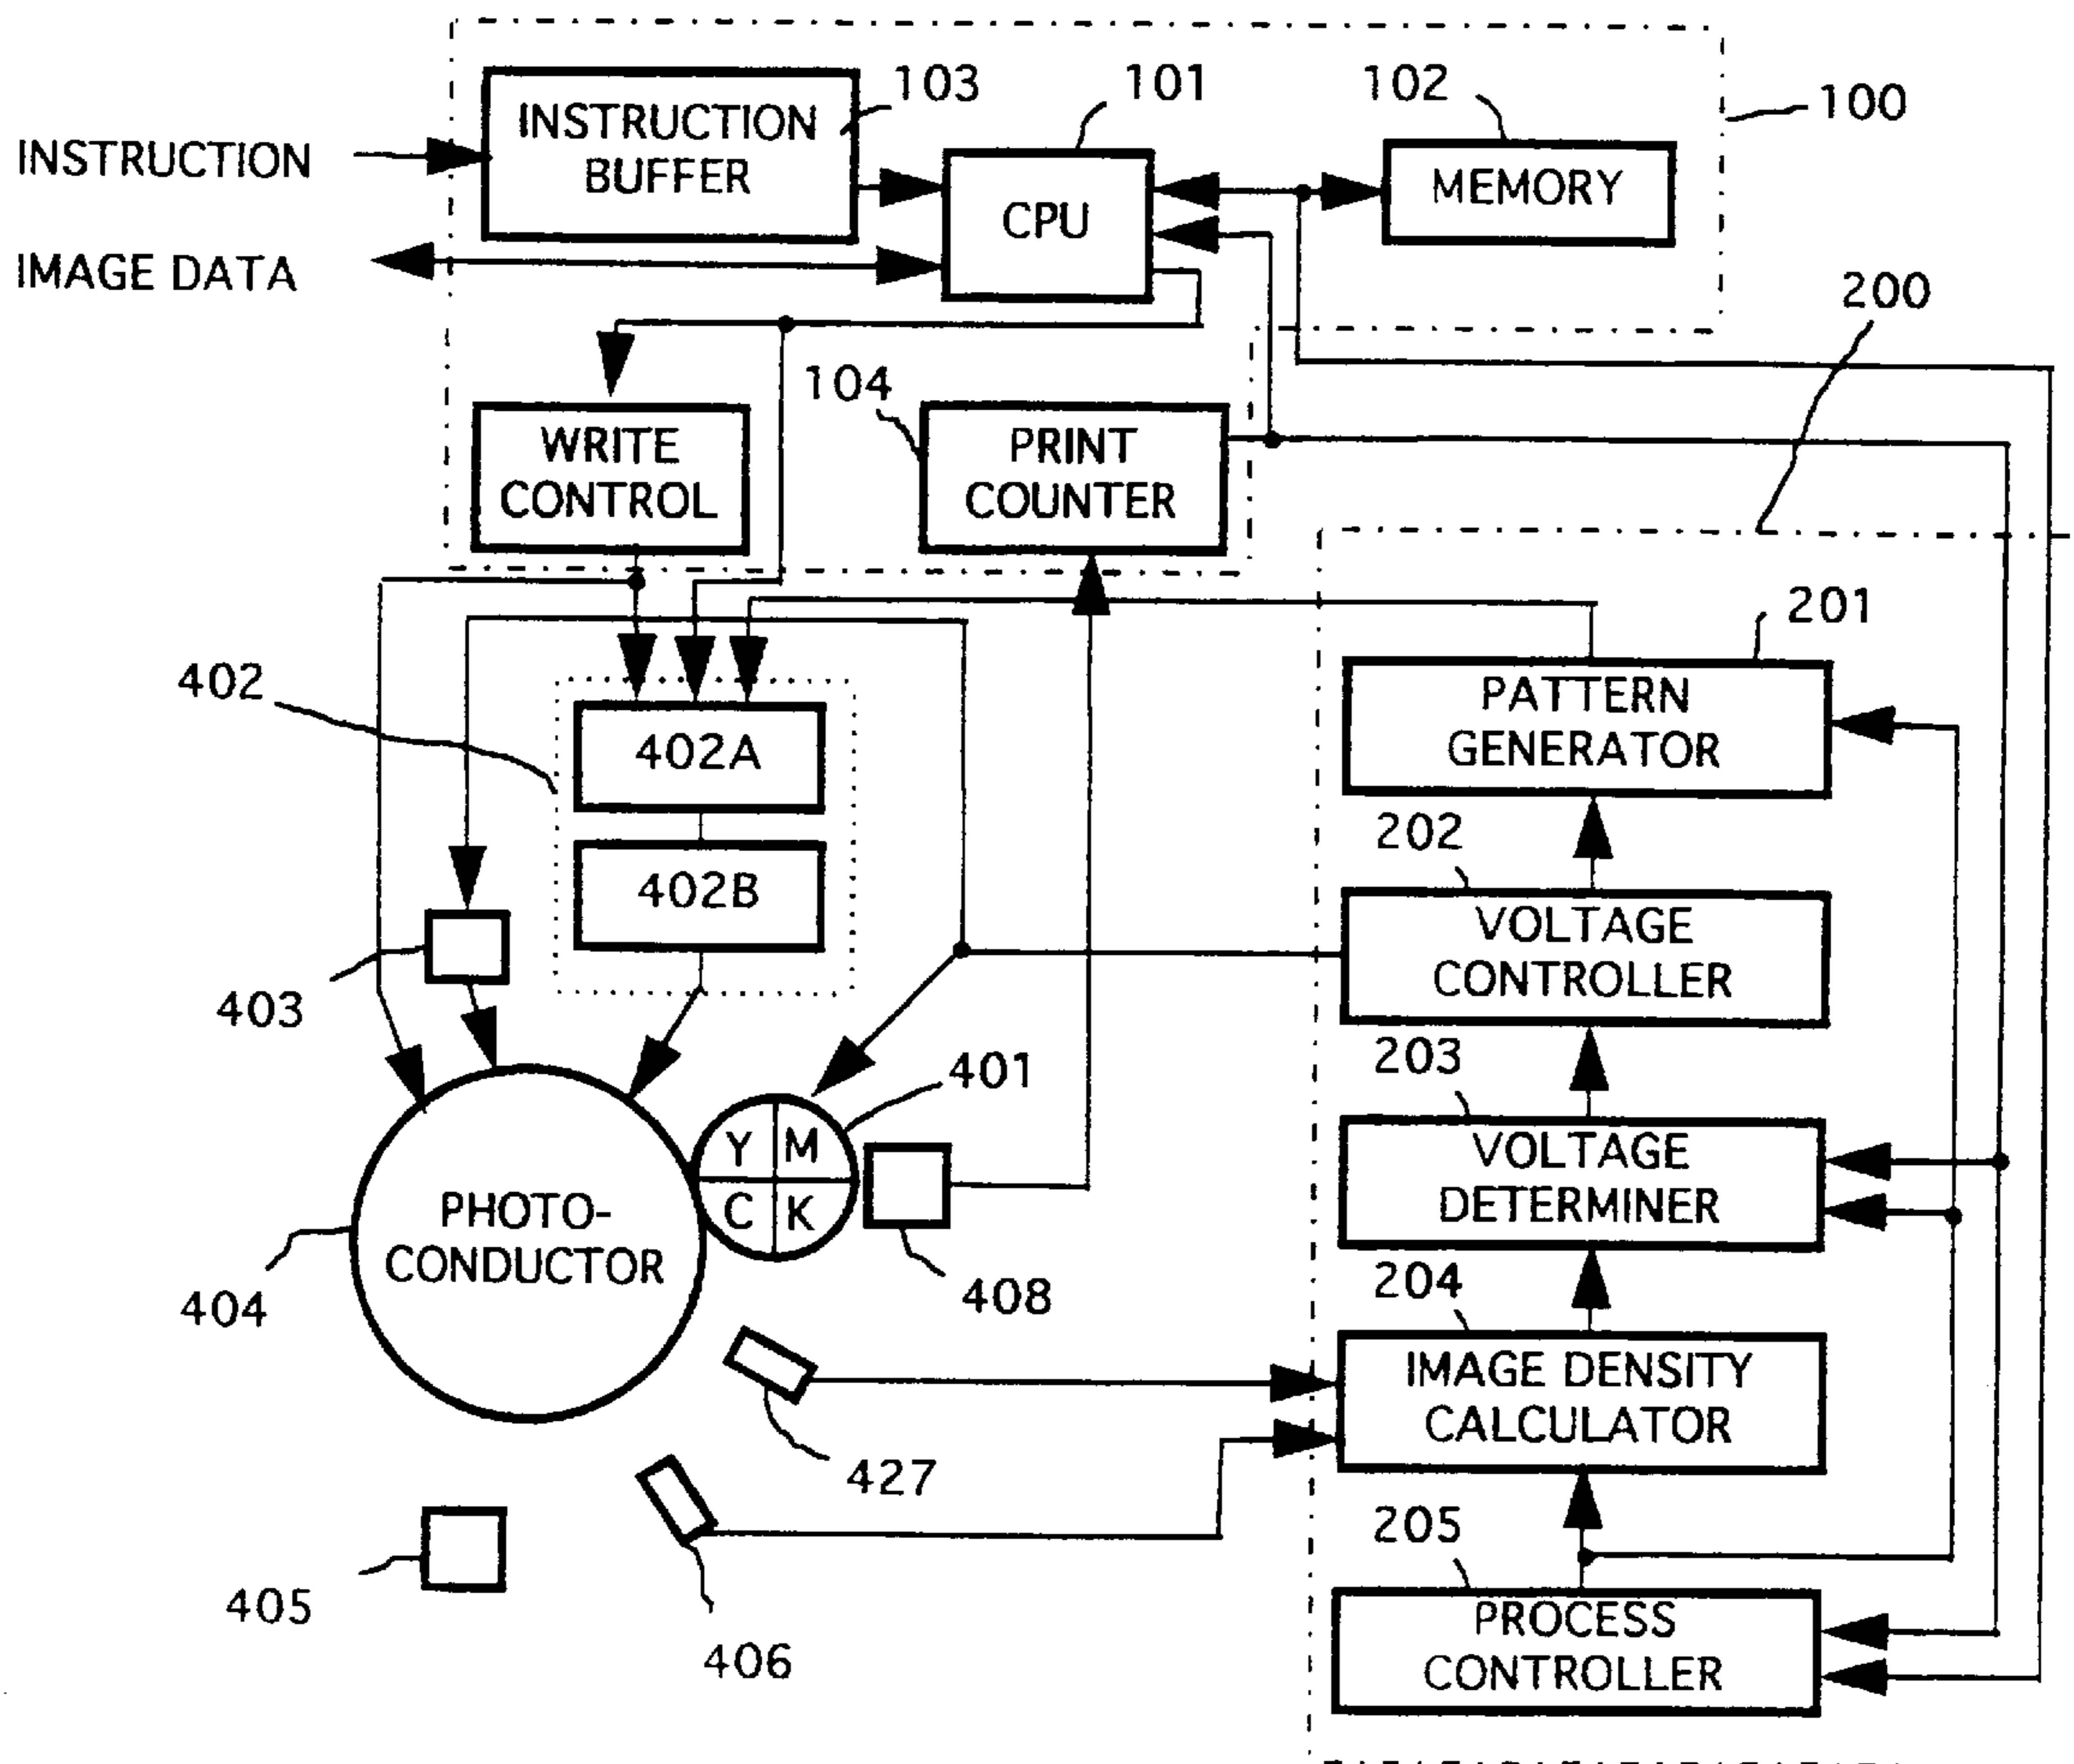 103
101
102
100
INSTRUCTION
BUFFER
INSTRUCTION
CPU
MEMORY
IMAGE DATA
200
104
WRITE
CONTROL
PRINT
COUNTER
201
402
PATTERN
GENERATOR
402A
202
402B
VOLTAGE
CONTROLLER
403
203
401
Y M
C K
VOLTAGE
DETERMINER
PHOTO-
CONDUCTOR
204
408
404
IMAGE DENSITY
CALCULATOR
427
205
405
PROCESS
CONTROLLER
406